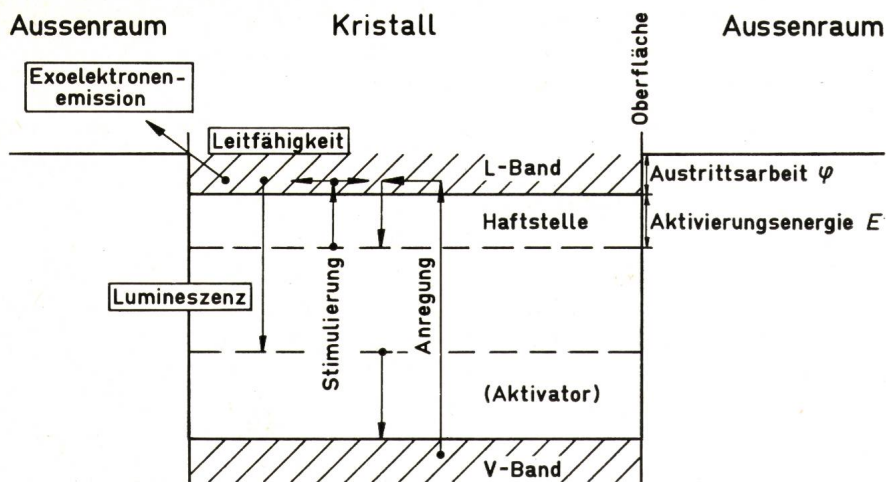 Aussenraum
Kristall
Aussenraum
Exoelektronen-
emission
Leitfähigkeit
Oberfläche
L-Band
Austrittsarbeit φ
Haftstelle
Aktivierungsenergie E
Lumineszenz
Stimulierung
Anregung
(Aktivator)
V-Band